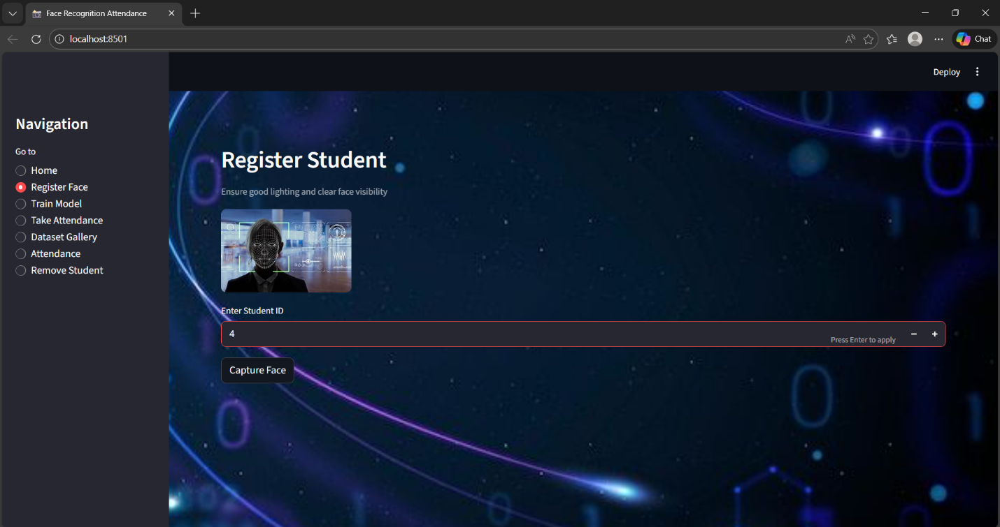 Face Recognition Attendance
localhost:8501
Chat
Deploy
Navigation
Go to
Home
Register Face
Train Model
Take Attendance
Dataset Gallery
Attendance
Remove Student
Register Student
Ensure good lighting and clear face visibility
Enter Student ID
4
Press Enter to apply
Capture Face